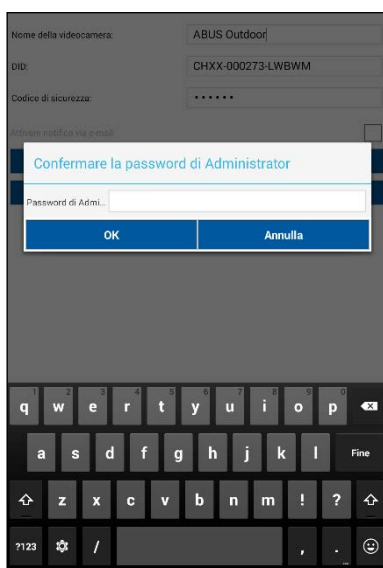 Nome della videocamera: ABUS Outdoor
DID: CHXX-000273-LWBWM
Codice di sicurezza: ••••••
Attivare notifica via e-mail
Confermare la password di Administrator
Password di Admi...
OK Annulla
1 2 3 4 5 6 7 8 9 0
q w e r t y u i o p
a s d f g h j k l Fine
z x c v b n m ! ?
?123 / , .